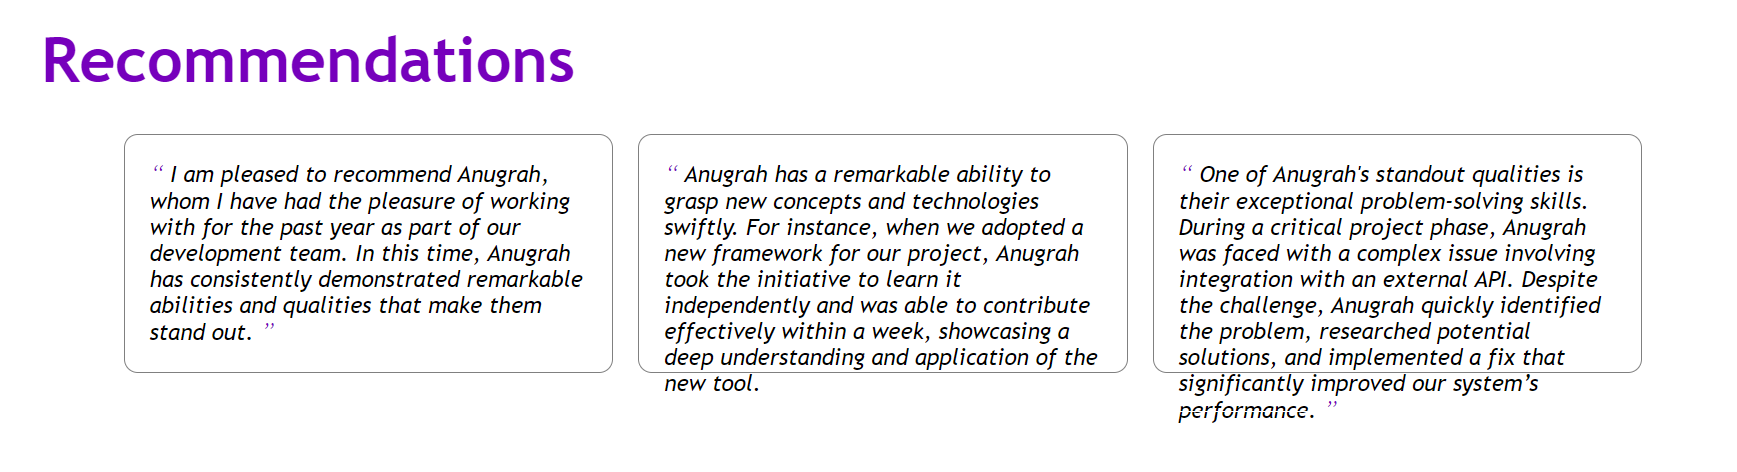 Recommendations
“ I am pleased to recommend Anugrah,
whom I have had the pleasure of working
with for the past year as part of our
development team. In this time, Anugrah
has consistently demonstrated remarkable
abilities and qualities that make them
stand out. ”
“ Anugrah has a remarkable ability to
grasp new concepts and technologies
swiftly. For instance, when we adopted a
new framework for our project, Anugrah
took the initiative to learn it
independently and was able to contribute
effectively within a week, showcasing a
deep understanding and application of the
new tool.
“ One of Anugrah's standout qualities is
their exceptional problem-solving skills.
During a critical project phase, Anugrah
was faced with a complex issue involving
integration with an external API. Despite
the challenge, Anugrah quickly identified
the problem, researched potential
solutions, and implemented a fix that
significantly improved our system’s
performance. ”